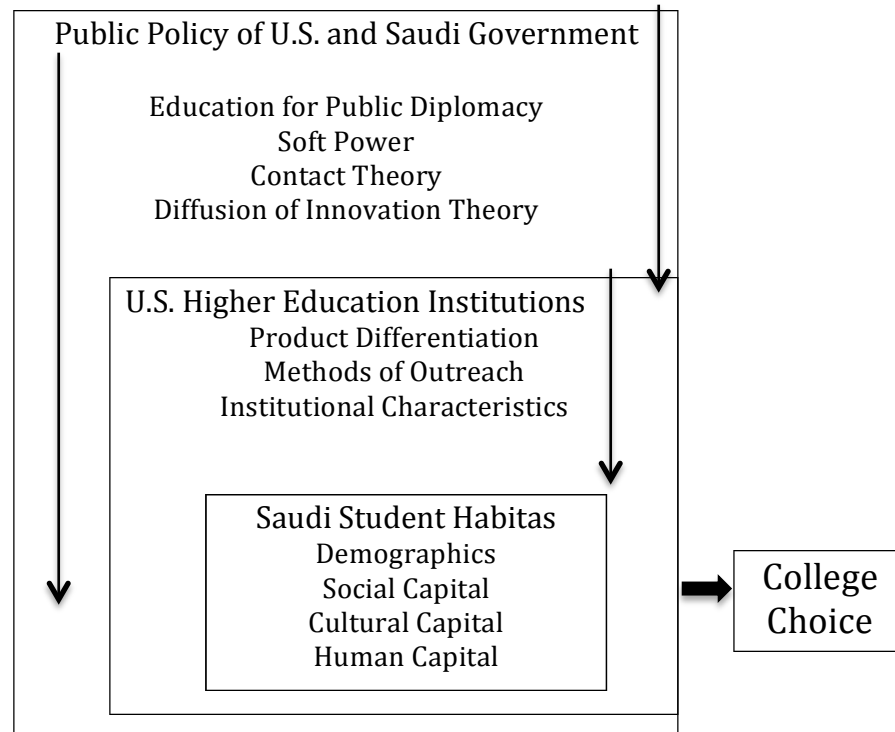 Public Policy of U.S. and Saudi Government
Education for Public Diplomacy
Soft Power
Contact Theory
Diffusion of Innovation Theory
U.S. Higher Education Institutions
Product Differentiation
Methods of Outreach
Institutional Characteristics
Saudi Student Habitas
Demographics
Social Capital
Cultural Capital
Human Capital
College
Choice